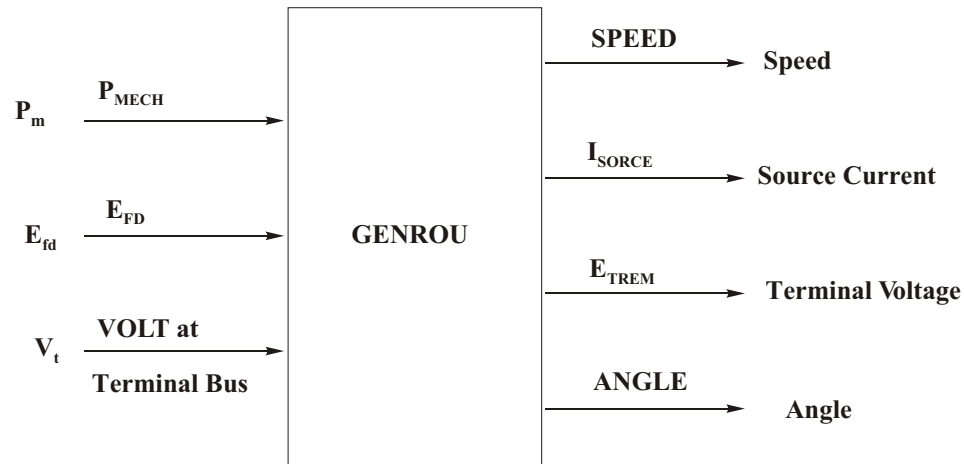 SPEED
Speed
P_MECH
P_m
I_SORCE
Source Current
E_FD
E_fd
GENROU
E_TREM
Terminal Voltage
VOLT at
V_t
Terminal Bus
ANGLE
Angle